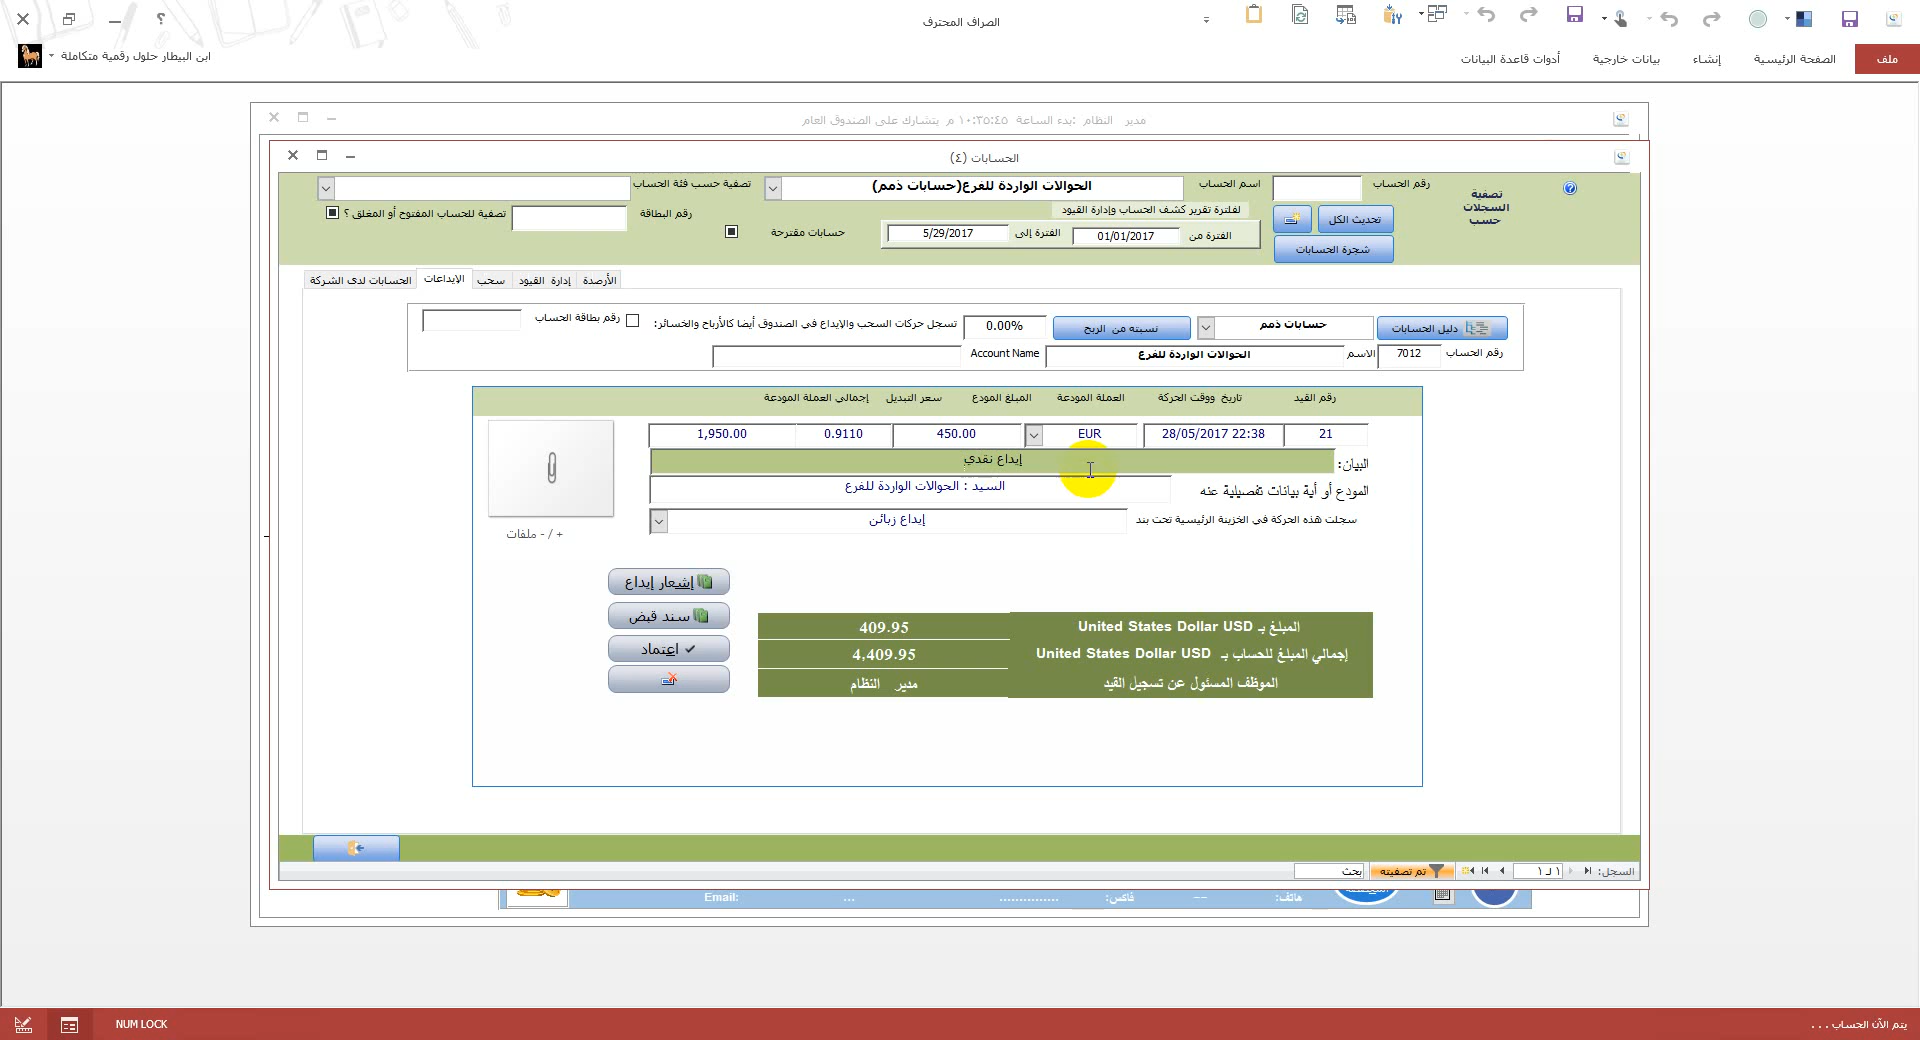 الصراف المحترف
ملف
الصفحة الرئيسية
إنشاء
بيانات خارجية
أدوات قاعدة البيانات
ابن البيطار حلول رقمية متكاملة
مدير النظام :بدء الساعة ١٠:٣٥:٤٥ م يتشارك على الصندوق العام
الحسابات (٤)
تصفية السجلات حسب
رقم الحساب
اسم الحساب
الحوالات الواردة للفرع(حسابات ذمم)
تصفية حسب فئة الحساب
تحديث الكل
لفلترة تقرير كشف الحساب وإدارة القيود
رقم البطاقة
تصفية للحساب المفتوح أو المغلق ؟
الفترة من 01/01/2017 الفترة إلى 5/29/2017
حسابات مقترحة
شجرة الحسابات
الأرصدة
إدارة القيود
سحب
الإيداعات
الحسابات لدى الشركة
دليل الحسابات
حسابات ذمم
نسبته من الربح
0.00%
تسجل حركات السحب والإيداع في الصندوق أيضا كالأرباح والخسائر:
رقم بطاقة الحساب
رقم الحساب 7012 الاسم الحوالات الواردة للفرع Account Name
رقم القيد تاريخ ووقت الحركة العملة المودعة المبلغ المودع سعر التبديل إجمالي العملة المودعة
21 28/05/2017 22:38 EUR 450.00 0.9110 1,950.00
البيان: إيداع نقدي
المودع أو أية بيانات تفصيلية عنه السيد : الحوالات الواردة للفرع
سجلت هذه الحركة في الخزينة الرئيسية تحت بند إيداع زبائن
+ / - ملفات
إشعار إيداع
سند قبض
اعتماد
المبلغ بـ United States Dollar USD 409.95
إجمالي المبلغ للحساب بـ United States Dollar USD 4,409.95
الموظف المسئول عن تسجيل القيد مدير النظام
السجل: ١ لـ ١ تم تصفيته بحث
هاتف: -- فاكس: .............. ... Email:
يتم الآن الحساب . . .
NUM LOCK